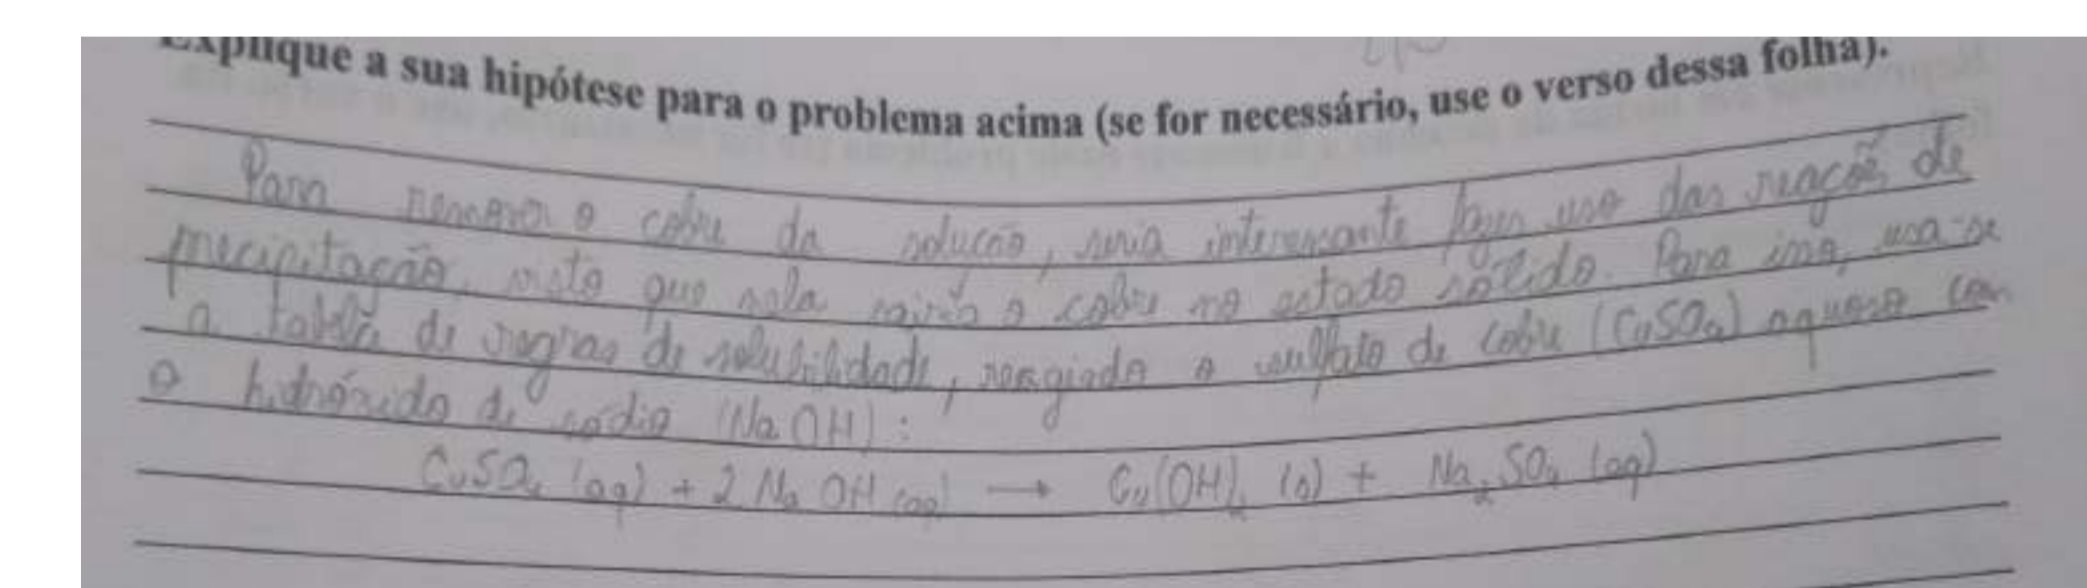 Explique a sua hipótese para o problema acima (se for necessário, use o verso dessa folha).
Para remover o cobre da solução, seria interessante fazer uso das reaçõe de
precipitação, visto que nela sairá o cobre no estado sólido. Para isso, usa-se
a tabela de regras de solubilidade, reagindo o sulfato de cobre (CuSO₄) aquoso com
o hidróxido de sódio (NaOH):
CuSO₄ (aq) + 2 NaOH (aq) → Cu(OH)₂ (s) + Na₂SO₄ (aq)